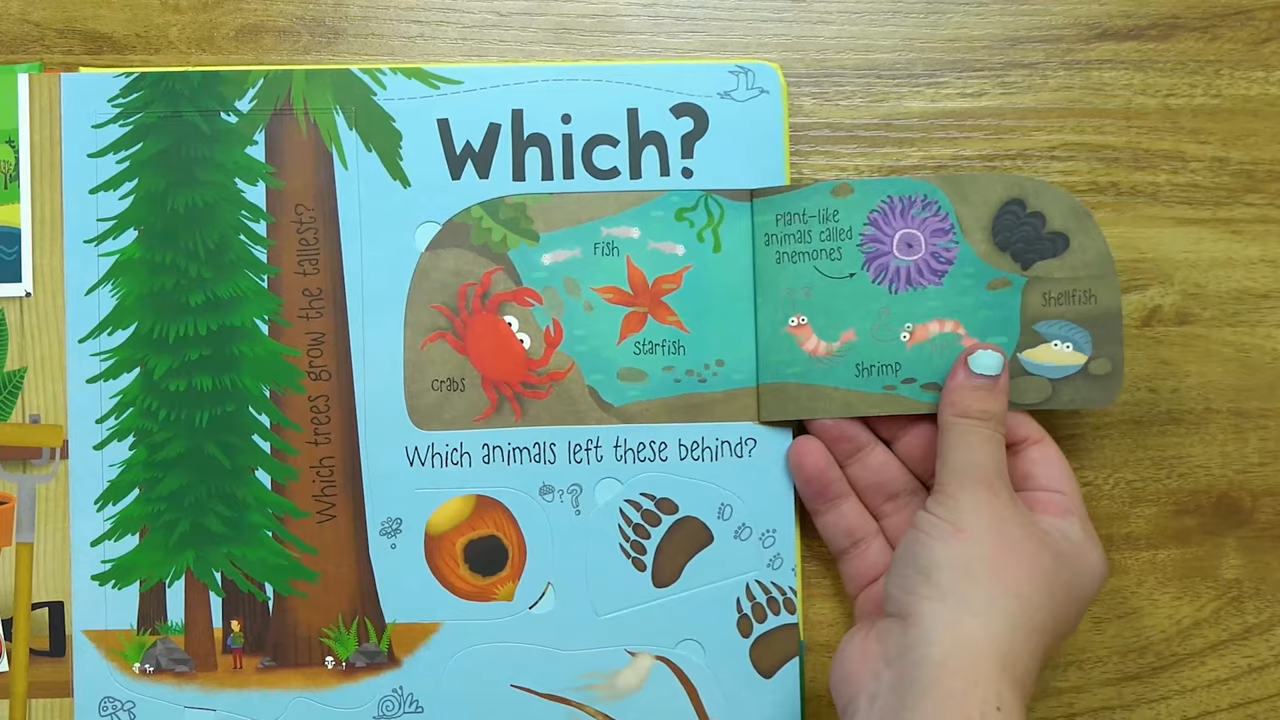 Which?
Which trees grow the tallest?
Fish
Starfish
Crabs
Plant-like
animals called
anemones
Shrimp
Shellfish
Which animals left these behind?
?
?